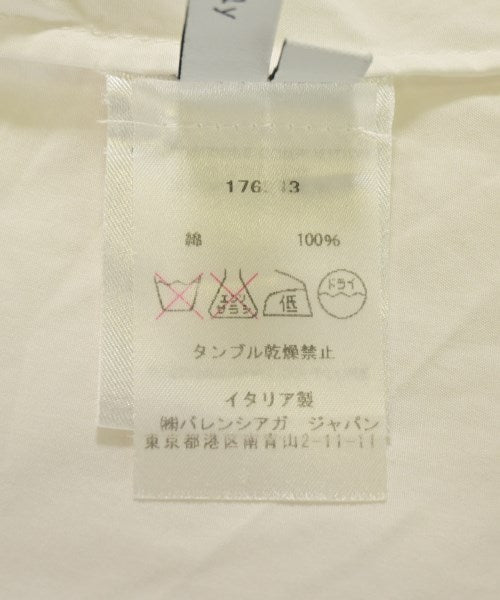 綿 100%
エンソ サラシ
低
ドライ
タンブル乾燥禁止
イタリア製
㈱バレンシアガ ジャパン
東京都港区南青山2-11-11